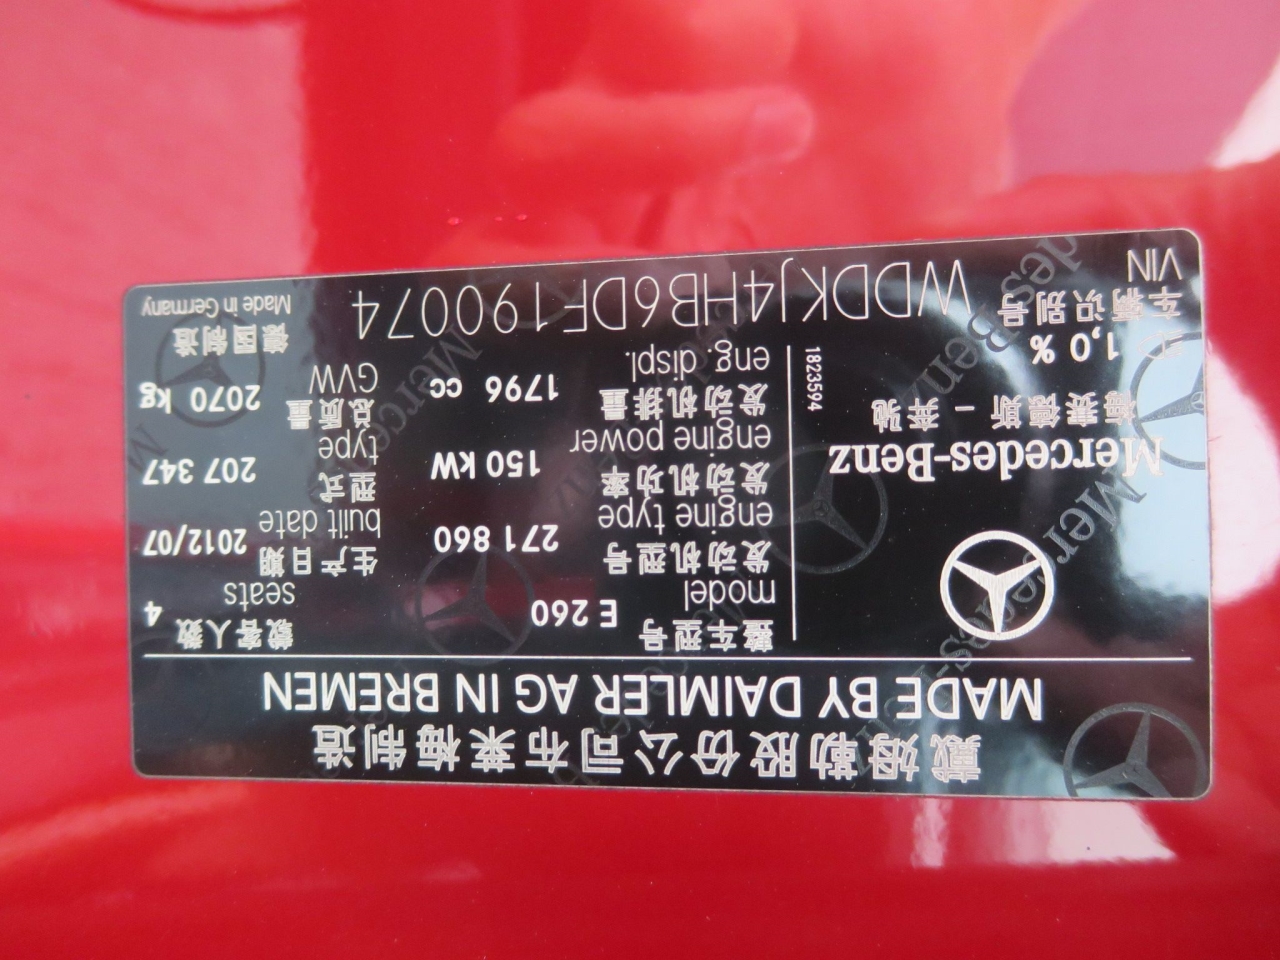 戴姆勒股份公司布莱梅制造
MADE BY DAIMLER AG IN BREMEN
Mercedes-Benz
梅赛德斯-奔驰
1,0 %
1823594
整车型号 E 260
model
发动机型号 271 860
engine type
发动机功率 150 kW
engine power
发动机排量 1796 cc
eng. displ.
载客人数 4
seats
生产日期 2012/07
built date
型式 207 347
type
总质量 2070 kg
GVW
车辆识别号
VIN
WDDKJ4HB6DF190074
德国制造
Made in Germany